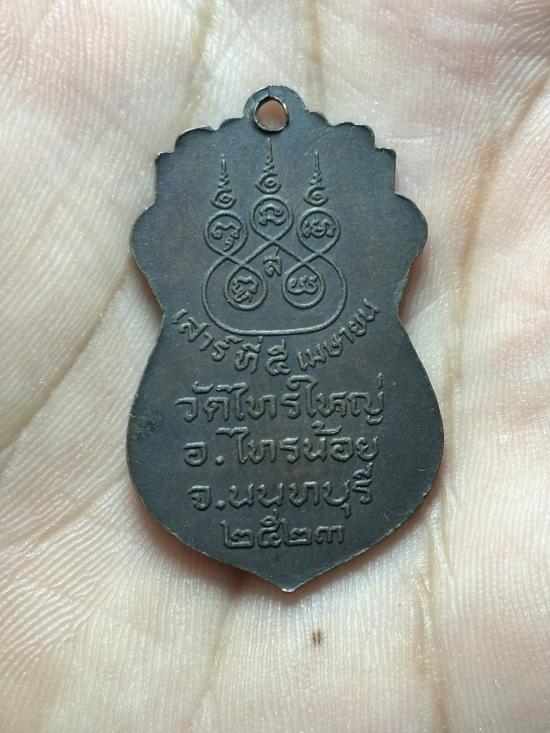 ส
เสาร์ที่ ๕ เมษายน
วัดไทรใหญ่
อ.ไทรน้อย
จ.นนทบุรี
๒๕๒๓